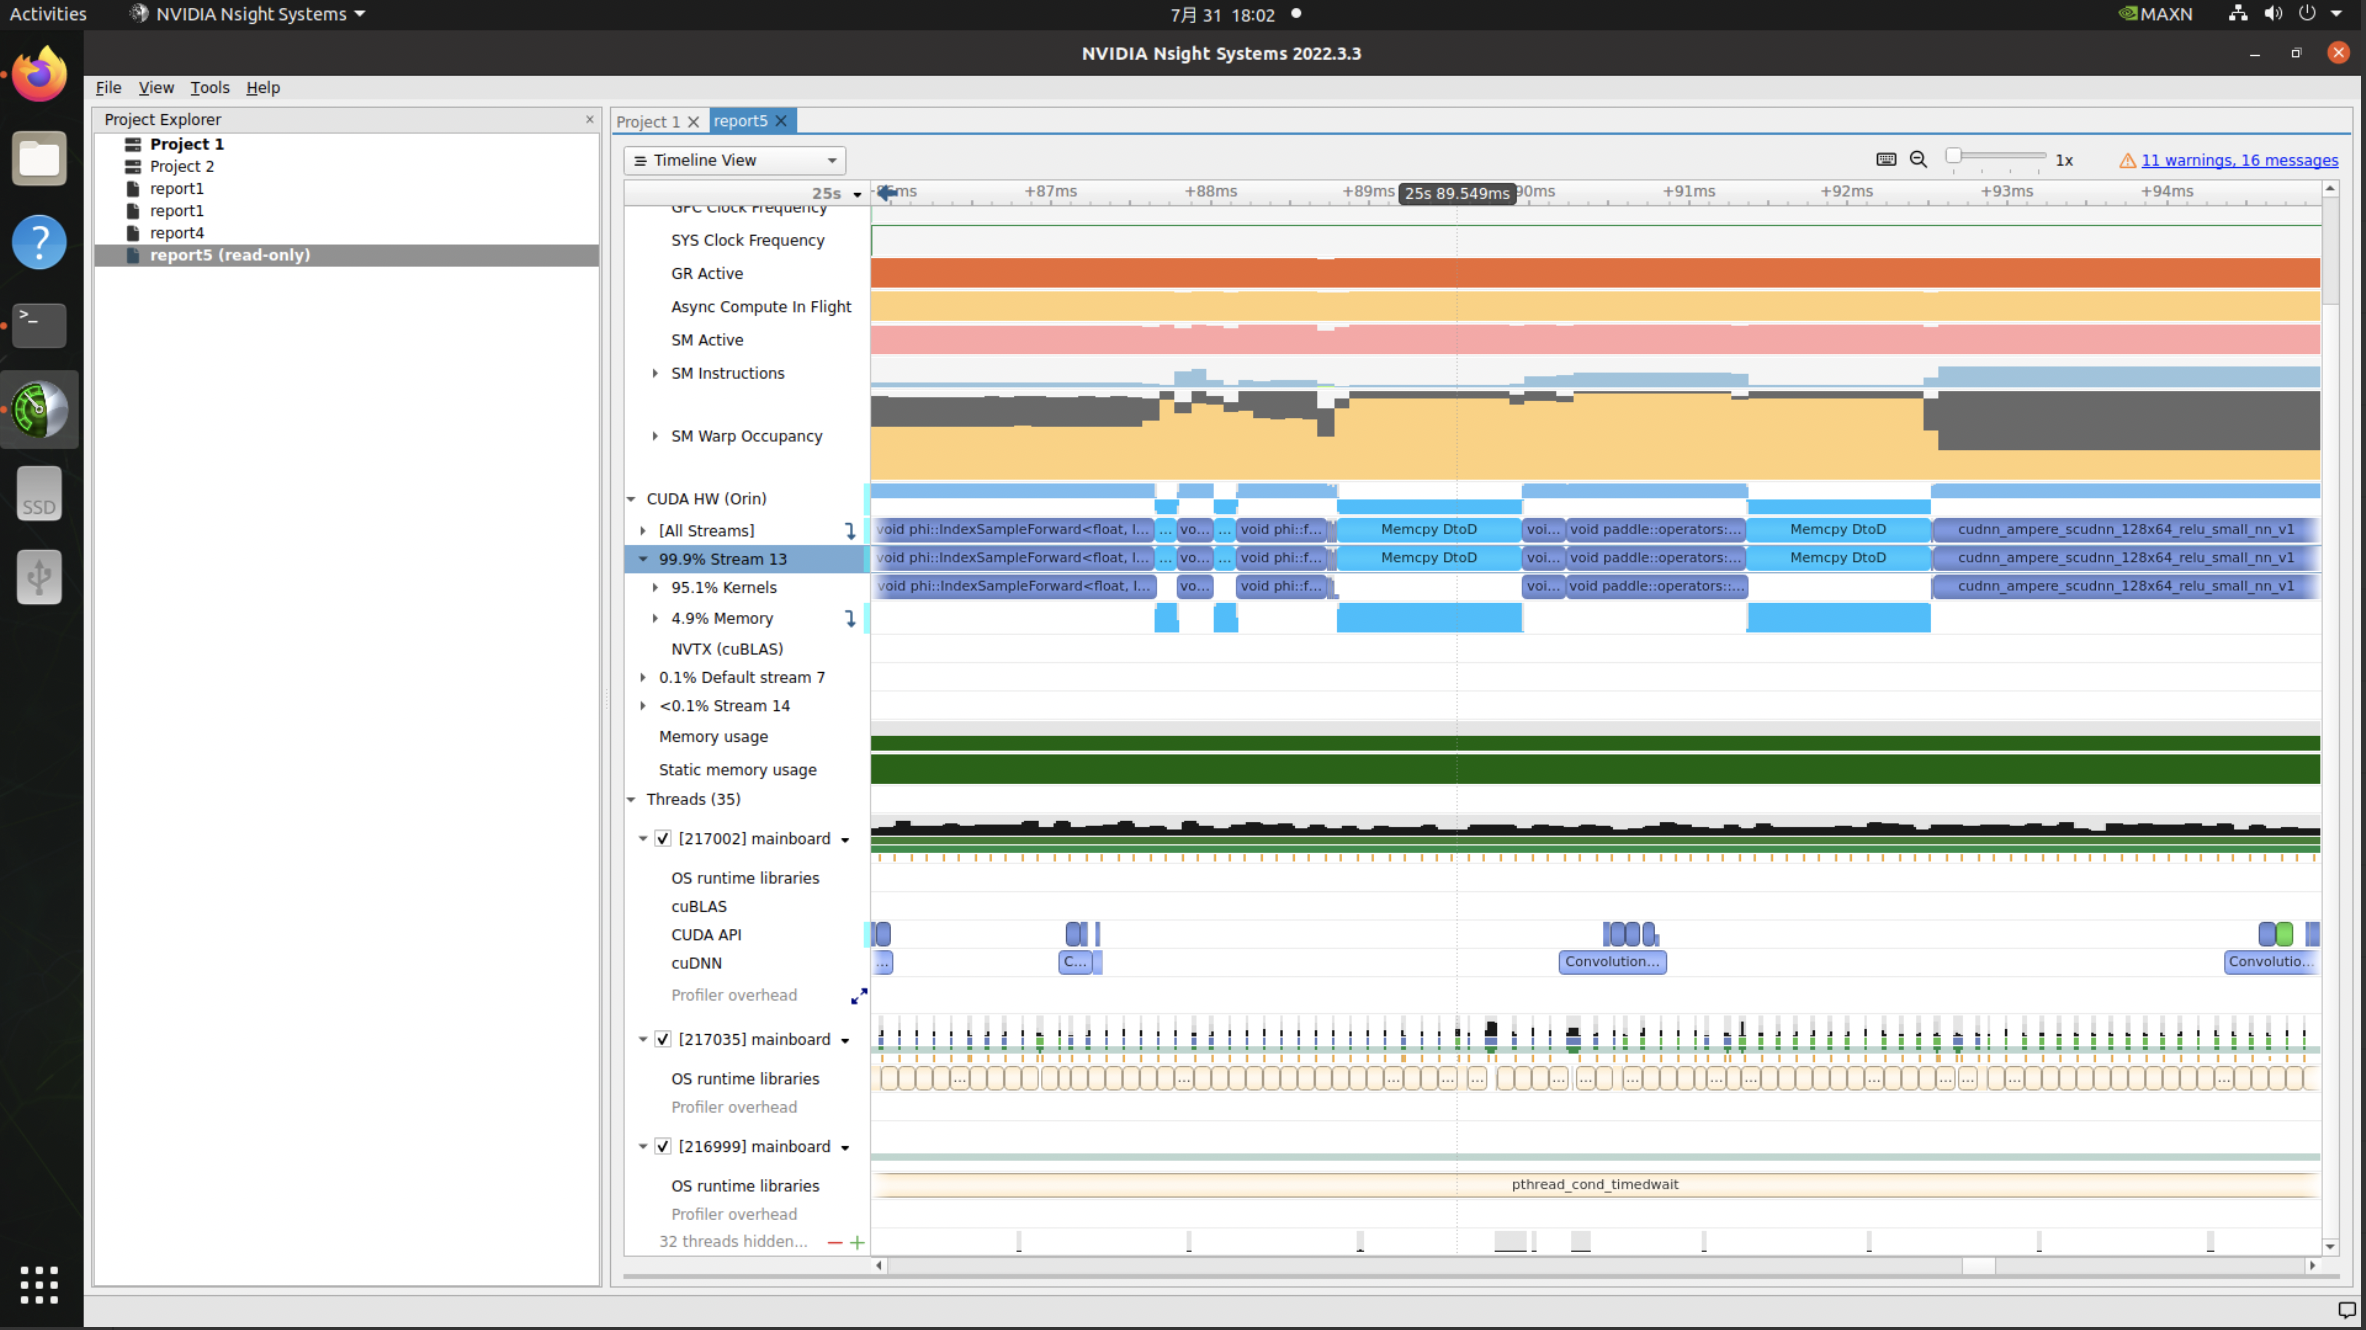 Activities
NVIDIA Nsight Systems
7月 31 18:02
MAXN
NVIDIA Nsight Systems 2022.3.3
File View Tools Help
Project Explorer
Project 1
Project 2
report1
report1
report4
report5 (read-only)
Project 1
report5
Timeline View
1x
11 warnings, 16 messages
25s
+87ms
+88ms
+89ms
25s 89.549ms
90ms
+91ms
+92ms
+93ms
+94ms
GPC Clock Frequency
SYS Clock Frequency
GR Active
Async Compute In Flight
SM Active
SM Instructions
SM Warp Occupancy
CUDA HW (Orin)
[All Streams]
void phi::IndexSampleForward<float, I...
...
vo...
...
void phi::f...
Memcpy DtoD
voi...
void paddle::operators:...
Memcpy DtoD
cudnn_ampere_scudnn_128x64_relu_small_nn_v1
99.9% Stream 13
void phi::IndexSampleForward<float, I...
...
vo...
...
void phi::f...
Memcpy DtoD
voi...
void paddle::operators:...
Memcpy DtoD
cudnn_ampere_scudnn_128x64_relu_small_nn_v1
95.1% Kernels
void phi::IndexSampleForward<float, I...
vo...
void phi::f...
voi...
void paddle::operators::...
cudnn_ampere_scudnn_128x64_relu_small_nn_v1
4.9% Memory
NVTX (cuBLAS)
0.1% Default stream 7
<0.1% Stream 14
Memory usage
Static memory usage
Threads (35)
[217002] mainboard
OS runtime libraries
cuBLAS
CUDA API
cuDNN
...
C...
Convolution...
Convolutio...
Profiler overhead
[217035] mainboard
OS runtime libraries
... ... ... ... ... ... ... ... ... ... ... ... ... ... ...
Profiler overhead
[216999] mainboard
OS runtime libraries
pthread_cond_timedwait
Profiler overhead
32 threads hidden...
SSD